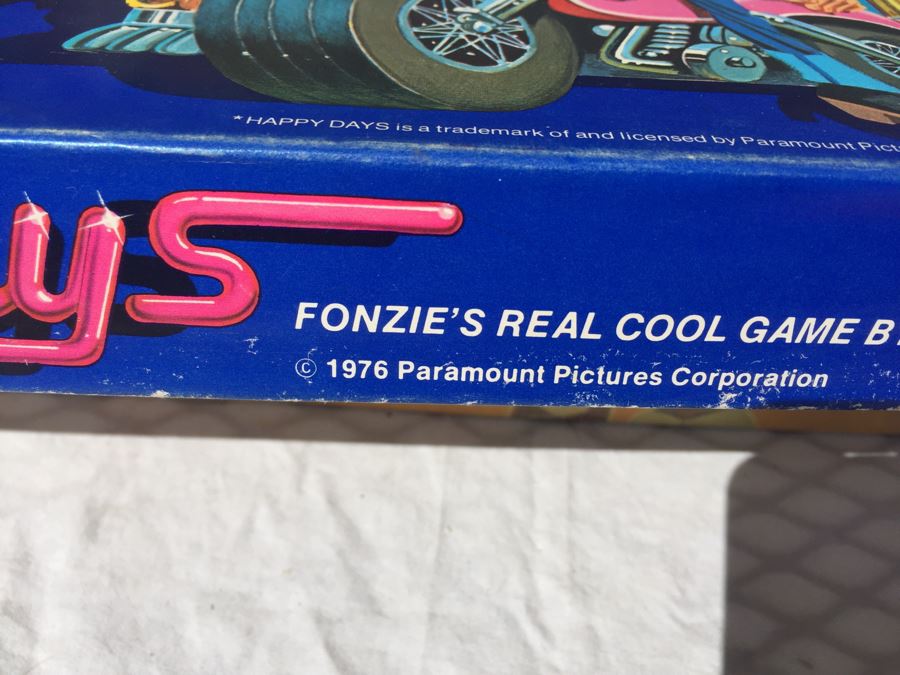 *HAPPY DAYS is a trademark of and licensed by Paramount
ys
FONZIE'S REAL COOL GAME
© 1976 Paramount Pictures Corporation